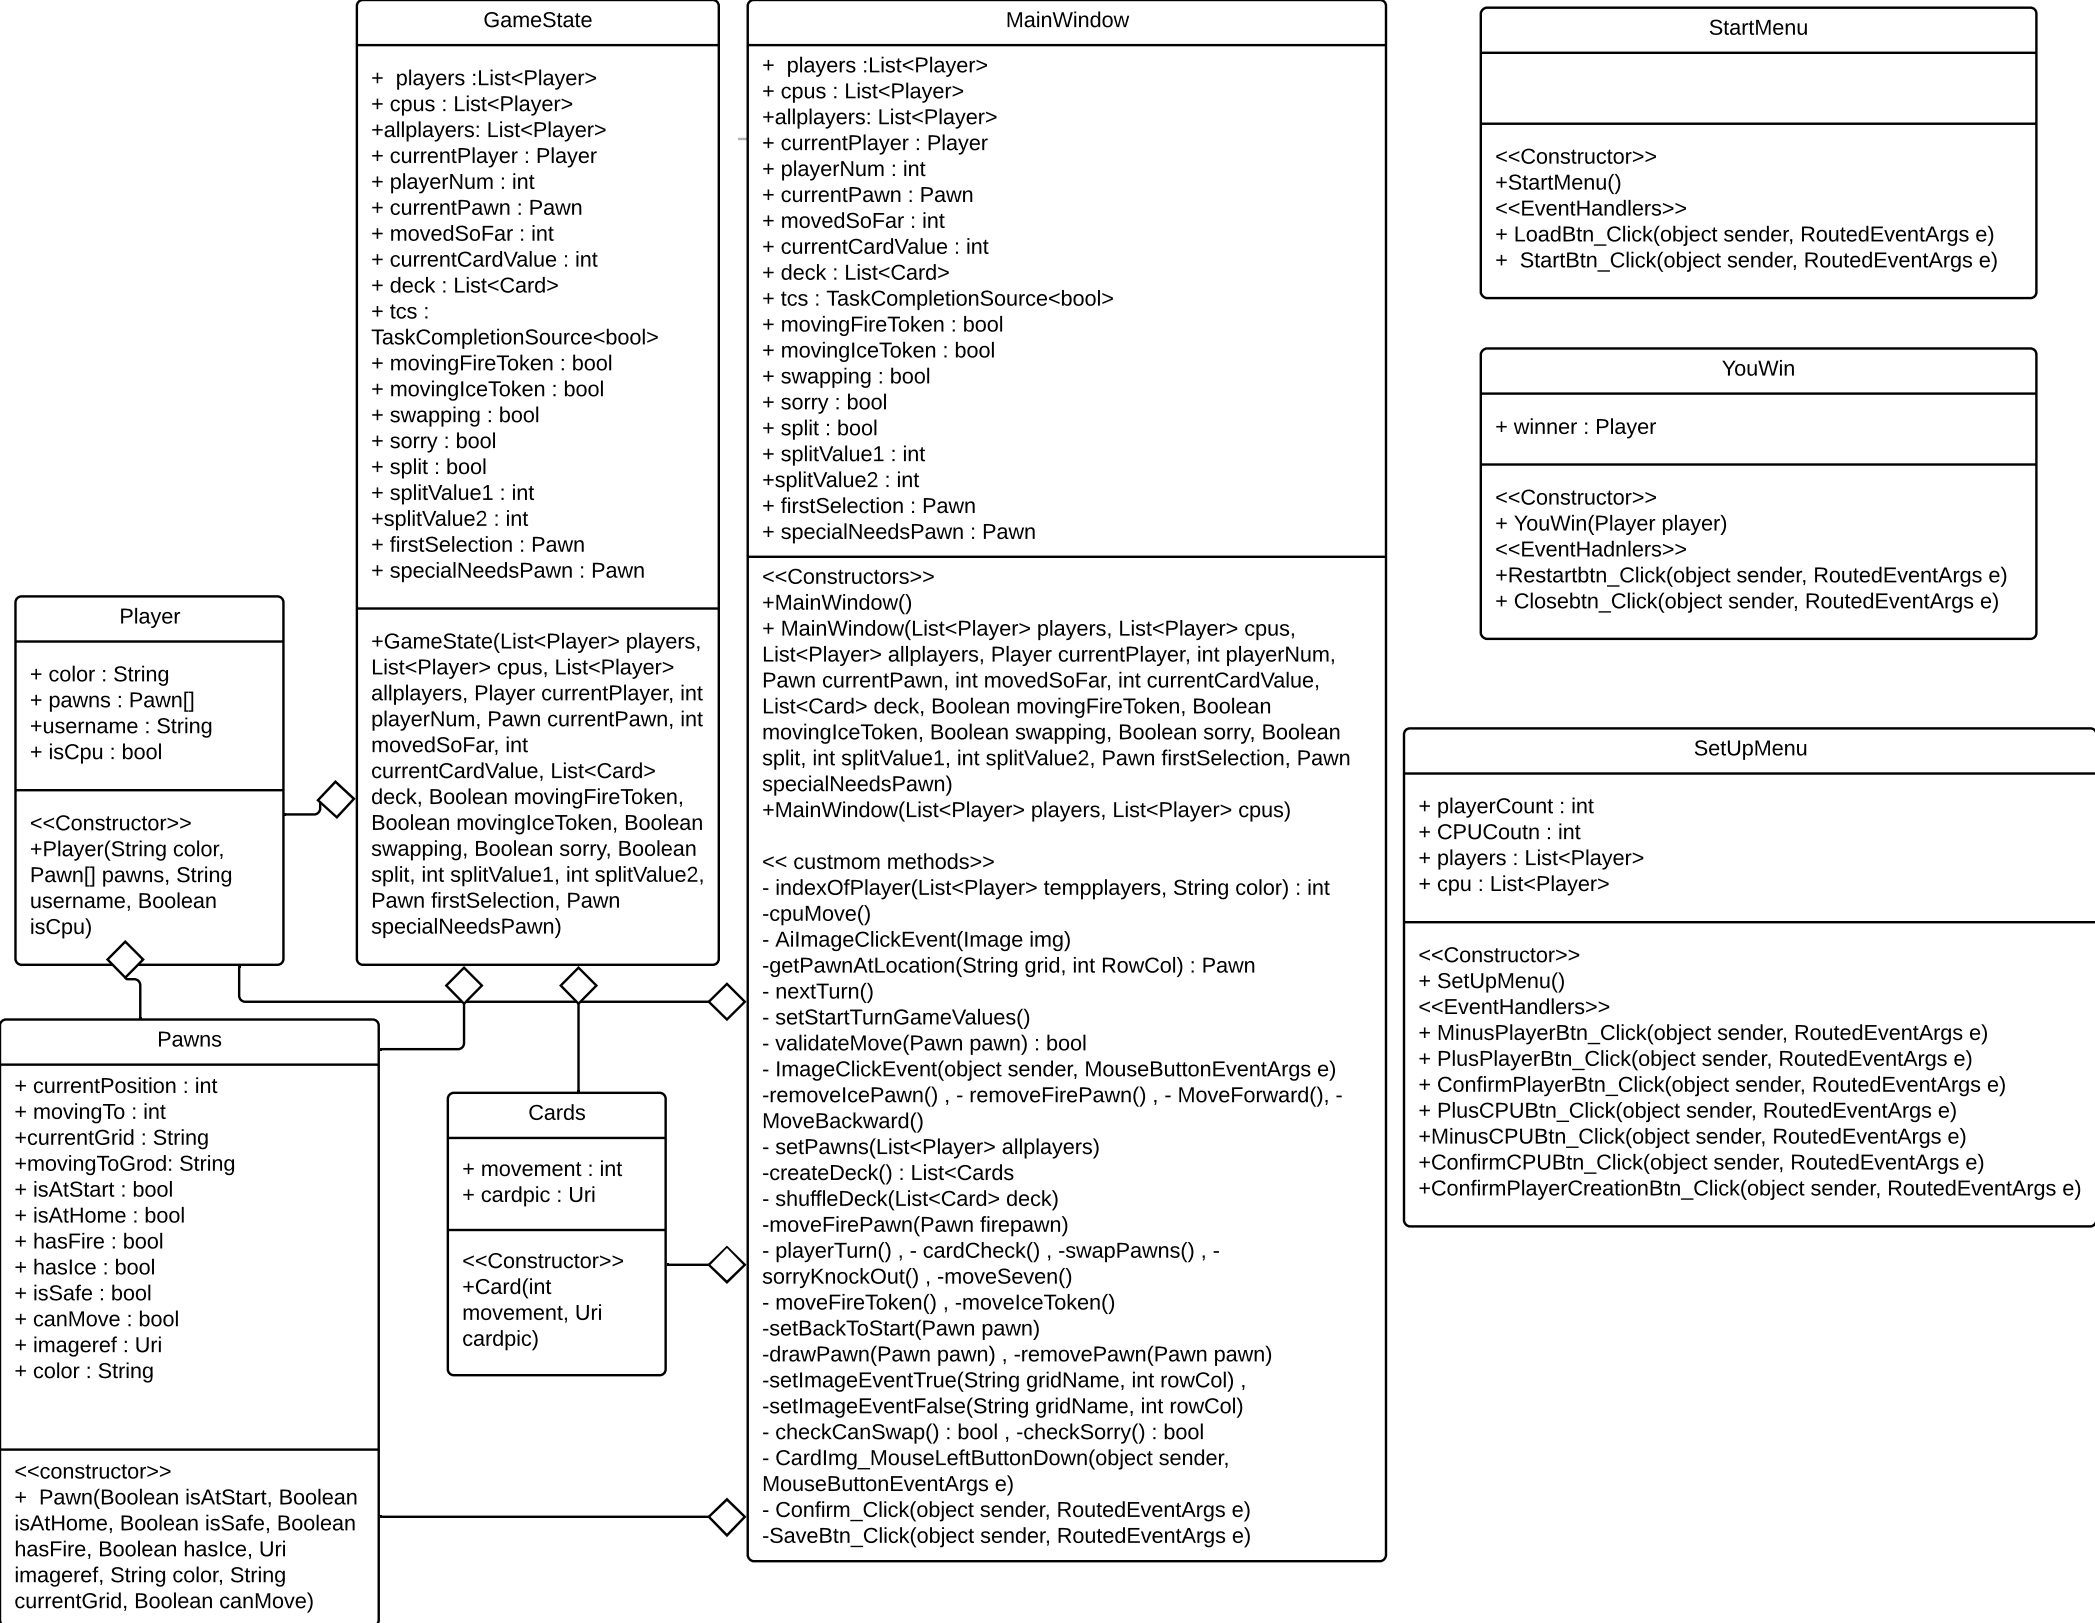 GameState
+  players :List<Player>
+ cpus : List<Player>
+allplayers: List<Player>
+ currentPlayer : Player
+ playerNum : int
+ currentPawn : Pawn
+ movedSoFar : int
+ currentCardValue : int
+ deck : List<Card>
+ tcs :
TaskCompletionSource<bool>
+ movingFireToken : bool
+ movingIceToken : bool
+ swapping : bool
+ sorry : bool
+ split : bool
+ splitValue1 : int
+splitValue2 : int
+ firstSelection : Pawn
+ specialNeedsPawn : Pawn
+GameState(List<Player> players,
List<Player> cpus, List<Player>
allplayers, Player currentPlayer, int
playerNum, Pawn currentPawn, int
movedSoFar, int
currentCardValue, List<Card>
deck, Boolean movingFireToken,
Boolean movingIceToken, Boolean
swapping, Boolean sorry, Boolean
split, int splitValue1, int splitValue2,
Pawn firstSelection, Pawn
specialNeedsPawn)
MainWindow
+  players :List<Player>
+ cpus : List<Player>
+allplayers: List<Player>
+ currentPlayer : Player
+ playerNum : int
+ currentPawn : Pawn
+ movedSoFar : int
+ currentCardValue : int
+ deck : List<Card>
+ tcs : TaskCompletionSource<bool>
+ movingFireToken : bool
+ movingIceToken : bool
+ swapping : bool
+ sorry : bool
+ split : bool
+ splitValue1 : int
+splitValue2 : int
+ firstSelection : Pawn
+ specialNeedsPawn : Pawn
<<Constructors>>
+MainWindow()
+ MainWindow(List<Player> players, List<Player> cpus,
List<Player> allplayers, Player currentPlayer, int playerNum,
Pawn currentPawn, int movedSoFar, int currentCardValue,
List<Card> deck, Boolean movingFireToken, Boolean
movingIceToken, Boolean swapping, Boolean sorry, Boolean
split, int splitValue1, int splitValue2, Pawn firstSelection, Pawn
specialNeedsPawn)
+MainWindow(List<Player> players, List<Player> cpus)
<< custmom methods>>
- indexOfPlayer(List<Player> tempplayers, String color) : int
-cpuMove()
- AiImageClickEvent(Image img)
-getPawnAtLocation(String grid, int RowCol) : Pawn
- nextTurn()
- setStartTurnGameValues()
- validateMove(Pawn pawn) : bool
- ImageClickEvent(object sender, MouseButtonEventArgs e)
-removeIcePawn() , - removeFirePawn() , - MoveForward(), -
MoveBackward()
- setPawns(List<Player> allplayers)
-createDeck() : List<Cards
- shuffleDeck(List<Card> deck)
-moveFirePawn(Pawn firepawn)
- playerTurn() , - cardCheck() , -swapPawns() , -
sorryKnockOut() , -moveSeven()
- moveFireToken() , -moveIceToken()
-setBackToStart(Pawn pawn)
-drawPawn(Pawn pawn) , -removePawn(Pawn pawn)
-setImageEventTrue(String gridName, int rowCol) ,
-setImageEventFalse(String gridName, int rowCol)
- checkCanSwap() : bool , -checkSorry() : bool
- CardImg_MouseLeftButtonDown(object sender,
MouseButtonEventArgs e)
- Confirm_Click(object sender, RoutedEventArgs e)
-SaveBtn_Click(object sender, RoutedEventArgs e)
StartMenu
<<Constructor>>
+StartMenu()
<<EventHandlers>>
+ LoadBtn_Click(object sender, RoutedEventArgs e)
+  StartBtn_Click(object sender, RoutedEventArgs e)
YouWin
+ winner : Player
<<Constructor>>
+ YouWin(Player player)
<<EventHadnlers>>
+Restartbtn_Click(object sender, RoutedEventArgs e)
+ Closebtn_Click(object sender, RoutedEventArgs e)
SetUpMenu
+ playerCount : int
+ CPUCoutn : int
+ players : List<Player>
+ cpu : List<Player>
<<Constructor>>
+ SetUpMenu()
<<EventHandlers>>
+ MinusPlayerBtn_Click(object sender, RoutedEventArgs e)
+ PlusPlayerBtn_Click(object sender, RoutedEventArgs e)
+ ConfirmPlayerBtn_Click(object sender, RoutedEventArgs e)
+ PlusCPUBtn_Click(object sender, RoutedEventArgs e)
+MinusCPUBtn_Click(object sender, RoutedEventArgs e)
+ConfirmCPUBtn_Click(object sender, RoutedEventArgs e)
+ConfirmPlayerCreationBtn_Click(object sender, RoutedEventArgs e)
Player
+ color : String
+ pawns : Pawn[]
+username : String
+ isCpu : bool
<<Constructor>>
+Player(String color,
Pawn[] pawns, String
username, Boolean
isCpu)
Pawns
+ currentPosition : int
+ movingTo : int
+currentGrid : String
+movingToGrod: String
+ isAtStart : bool
+ isAtHome : bool
+ hasFire : bool
+ hasIce : bool
+ isSafe : bool
+ canMove : bool
+ imageref : Uri
+ color : String
<<constructor>>
+  Pawn(Boolean isAtStart, Boolean
isAtHome, Boolean isSafe, Boolean
hasFire, Boolean hasIce, Uri
imageref, String color, String
currentGrid, Boolean canMove)
Cards
+ movement : int
+ cardpic : Uri
<<Constructor>>
+Card(int
movement, Uri
cardpic)